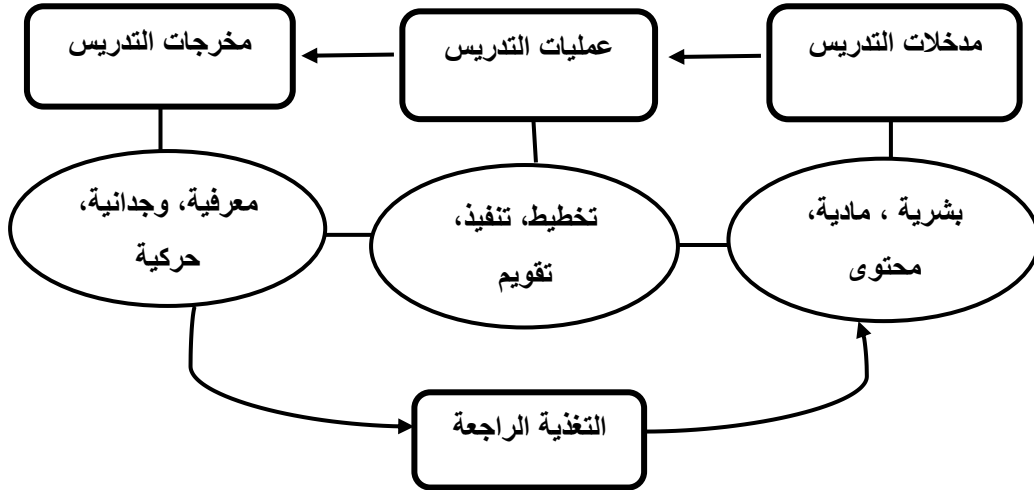 مدخلات التدريس
عمليات التدريس
مخرجات التدريس
بشرية ، مادية،
محتوى
تخطيط، تنفيذ،
تقويم
معرفية، وجدانية،
حركية
التغذية الراجعة